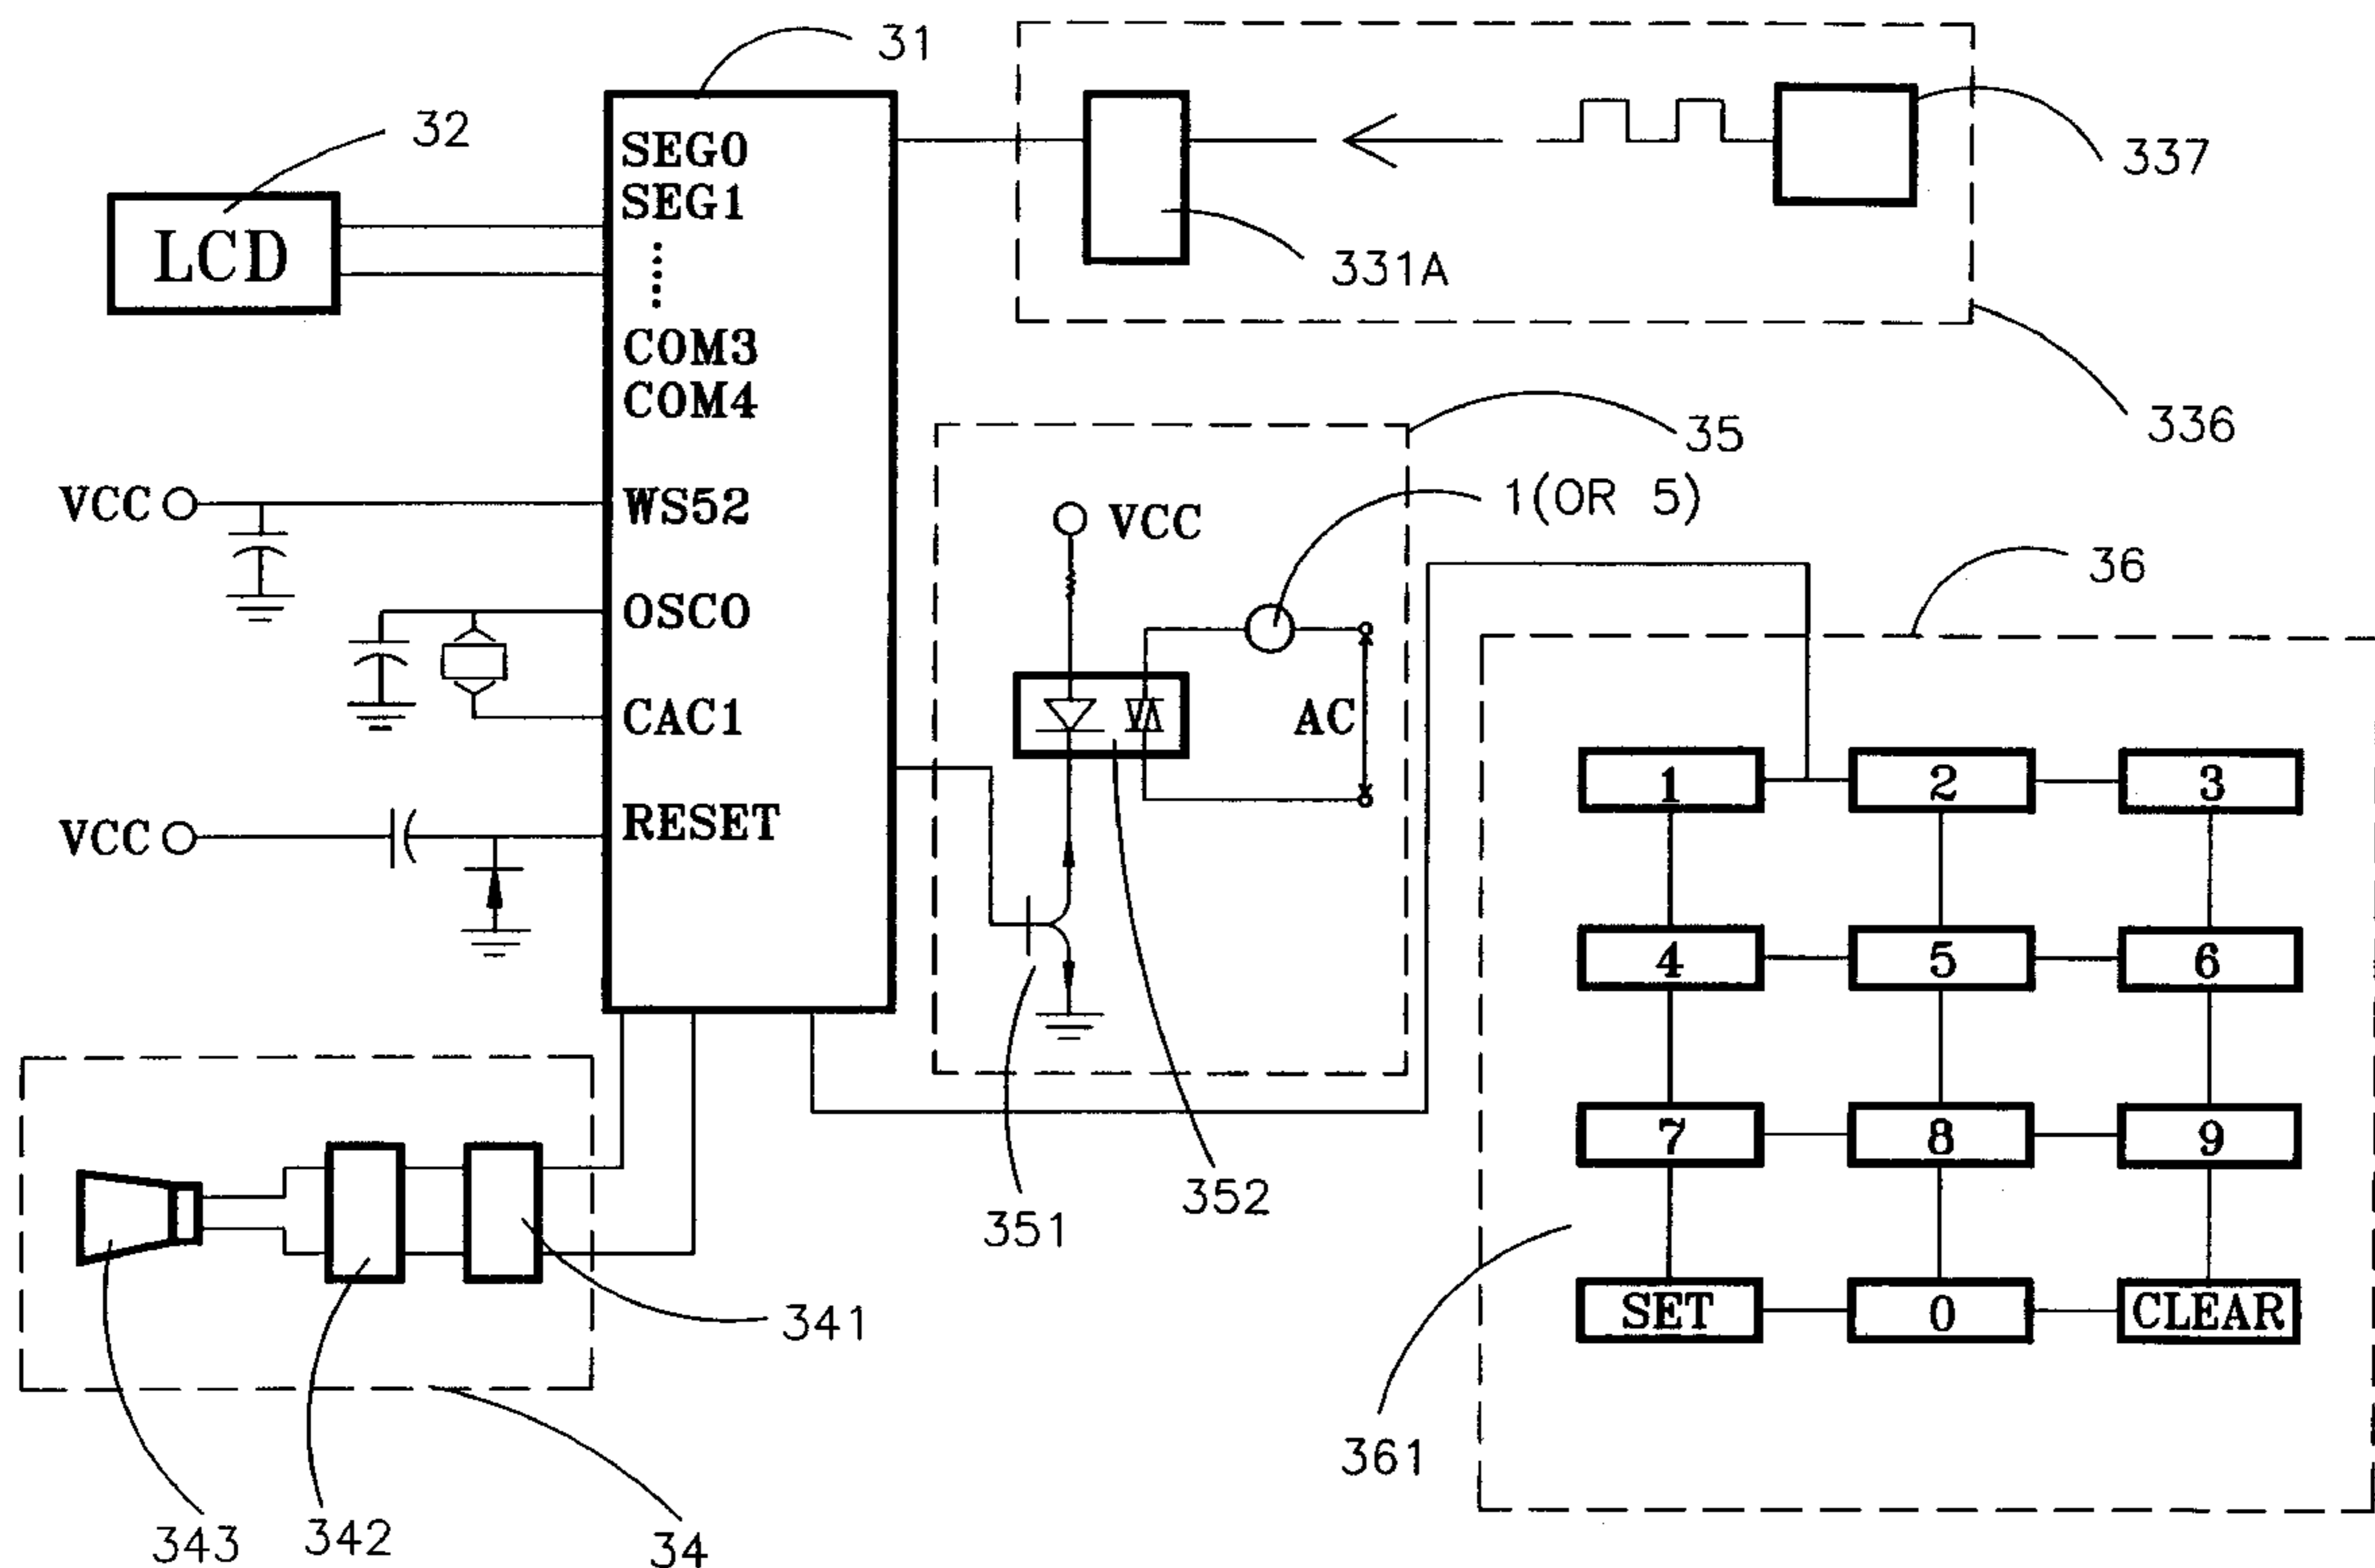 31
32
LCD
SEG0
SEG1
COM3
COM4
VCC
WS52
OSCO
CAC1
VCC
RESET
331A
337
336
35
1(OR 5)
VCC
AC
351
352
36
1 2 3
4 5 6
7 8 9
SET 0 CLEAR
361
341
342
343
34